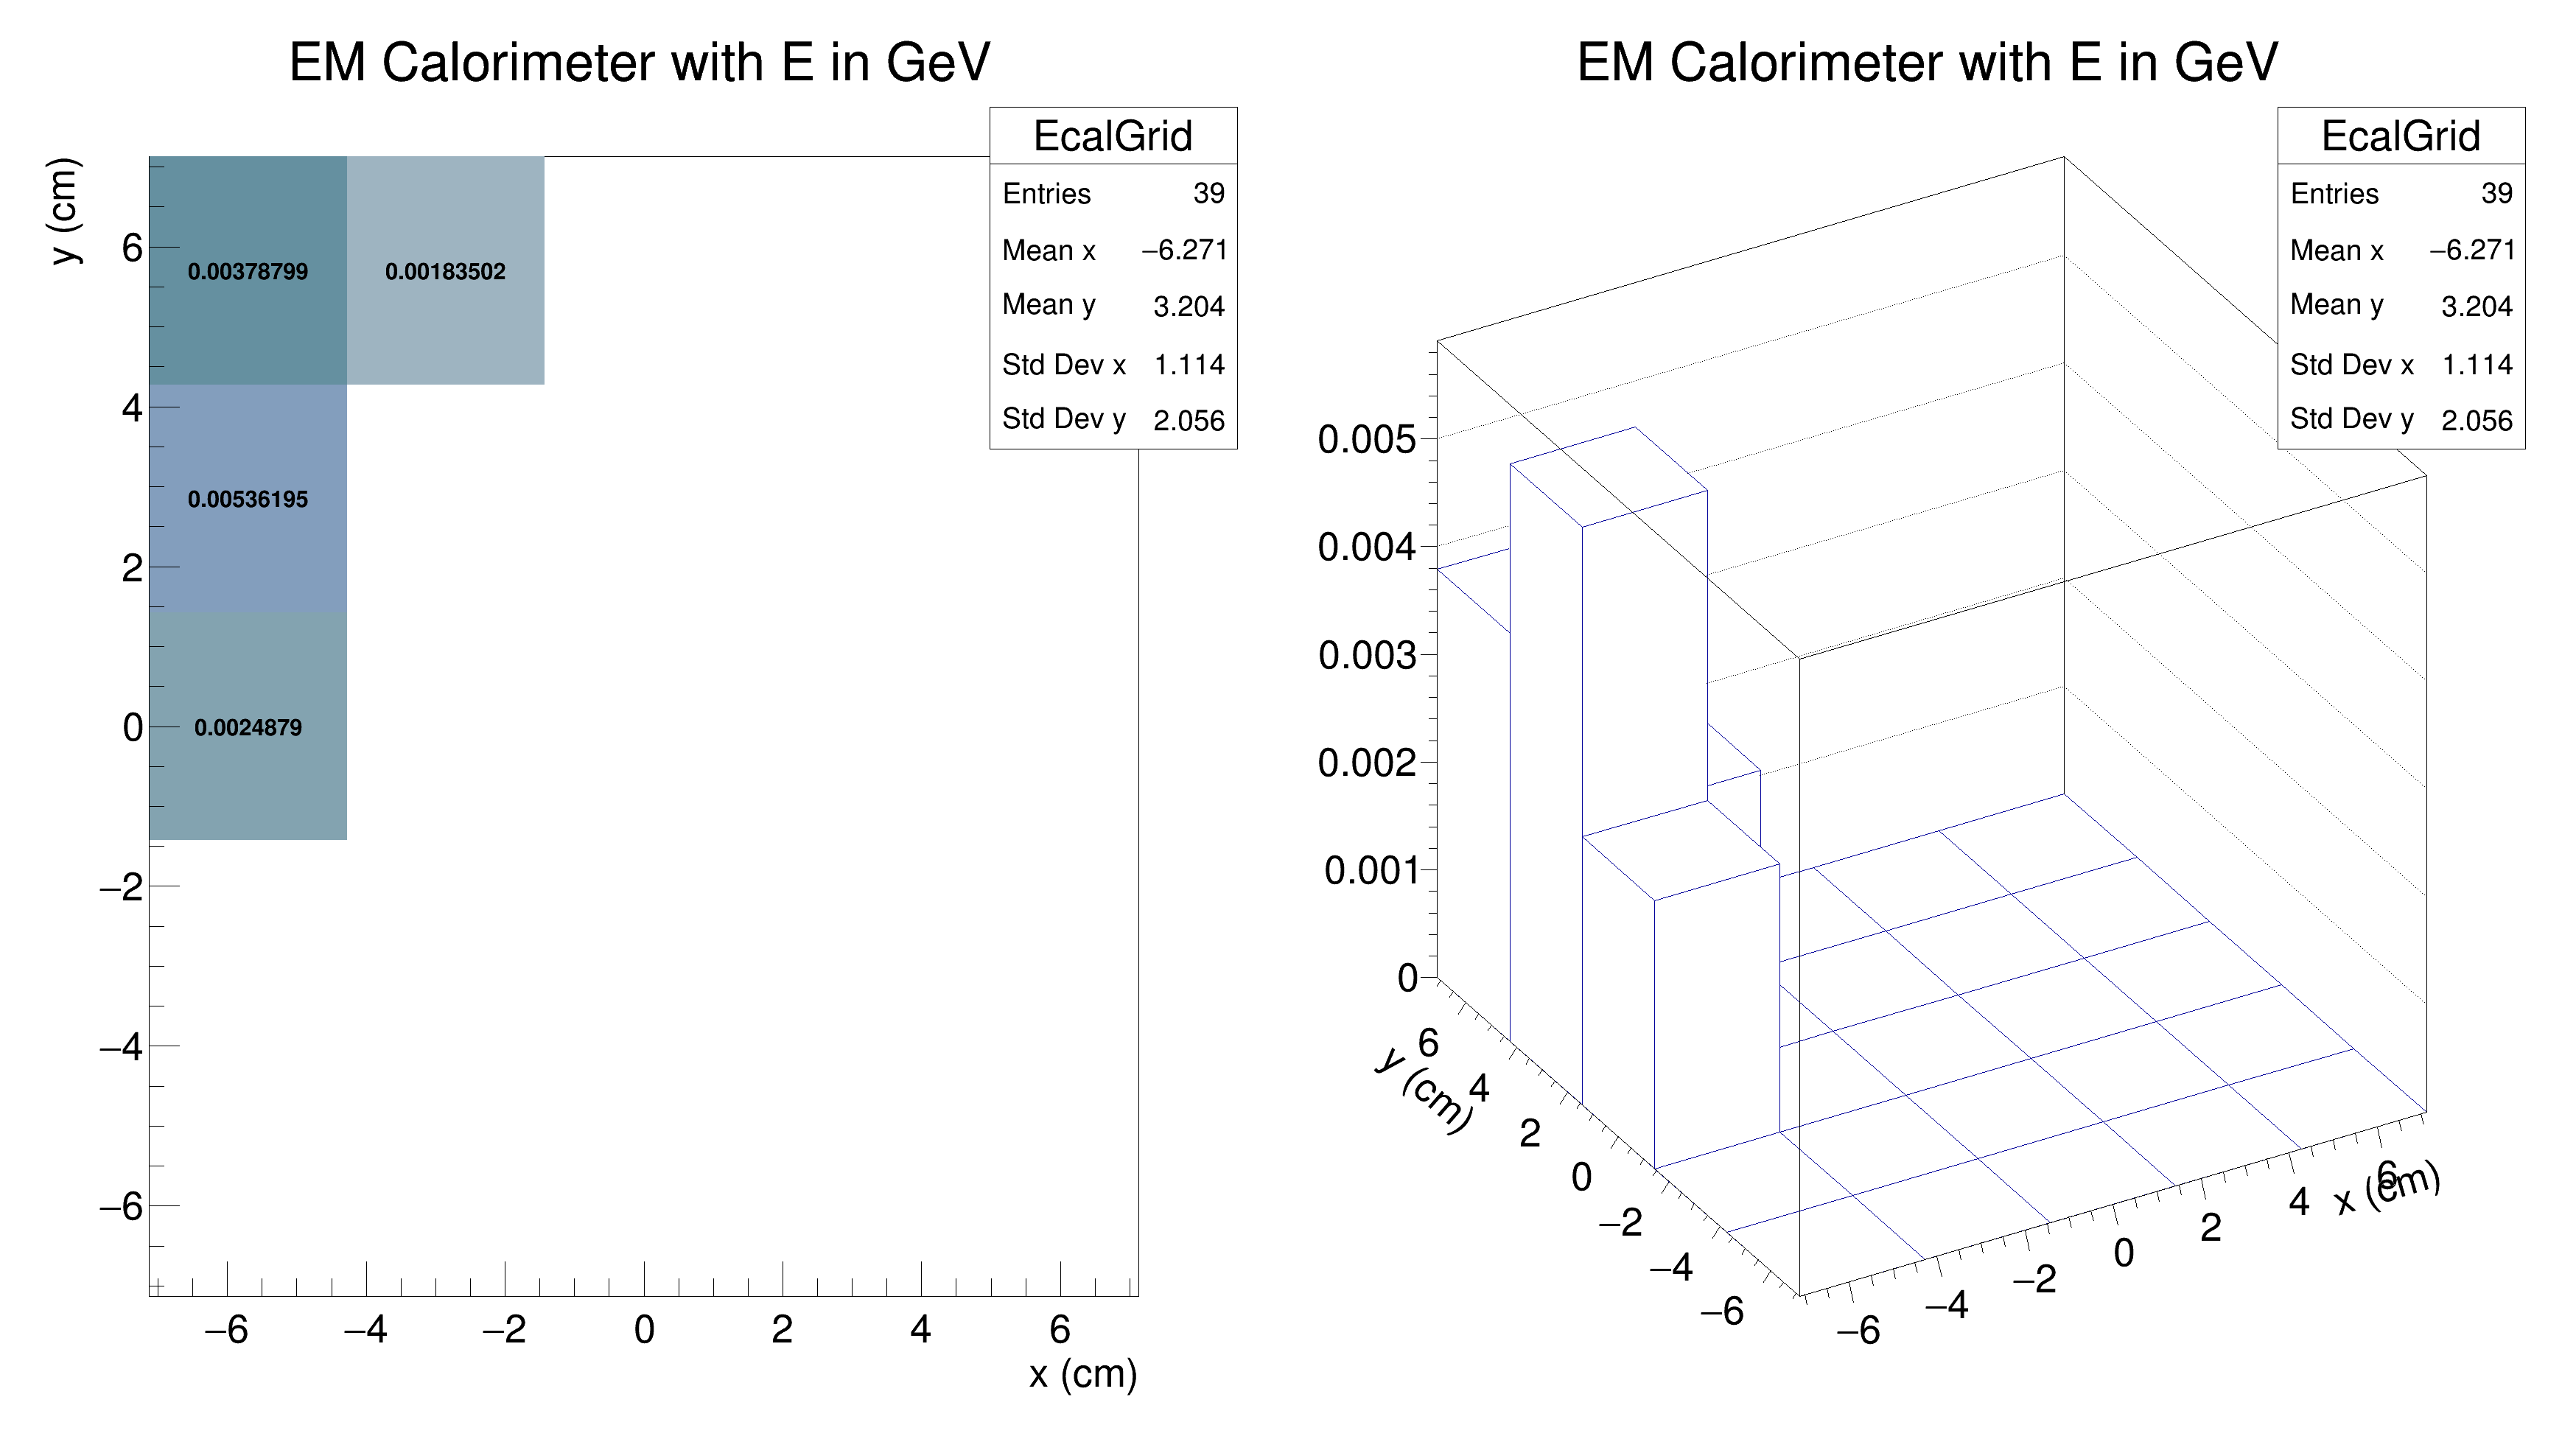 EM Calorimeter with E in GeV
EcalGrid
Entries 39
Mean x −6.271
Mean y 3.204
Std Dev x 1.114
Std Dev y 2.056
y (cm)
6
4
2
0
−2
−4
−6
0.00378799 0.00183502
0.00536195
0.0024879
−6 −4 −2 0 2 4 6
x (cm)
EM Calorimeter with E in GeV
EcalGrid
Entries 39
Mean x −6.271
Mean y 3.204
Std Dev x 1.114
Std Dev y 2.056
0.005
0.004
0.003
0.002
0.001
0
6
4
2
0
−2
−4
−6
y (cm)
−6 −4 −2 0 2 4 6
x (cm)